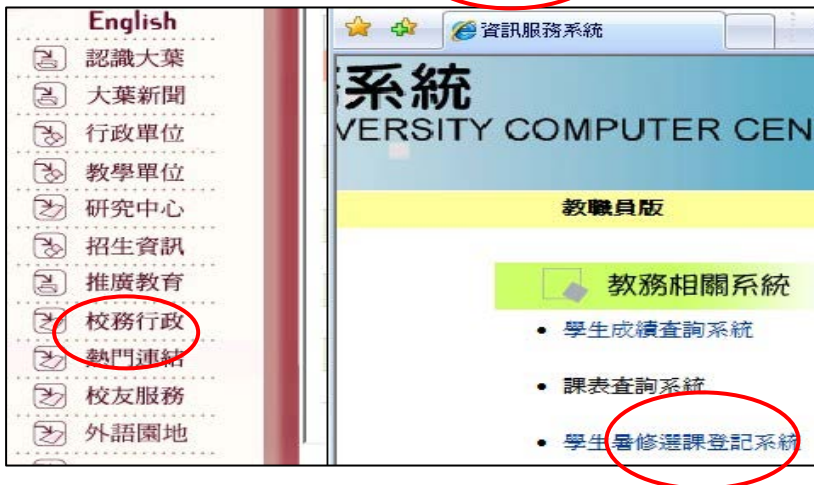 English
認識大葉
大葉新聞
行政單位
教學單位
研究中心
招生資訊
推廣教育
校務行政
熱門連結
校友服務
外語園地
資訊服務系統
系統
VERSITY COMPUTER CEN
教職員版
教務相關系統
• 學生成績查詢系統
• 課表查詢系統
• 學生暑修選課登記系統